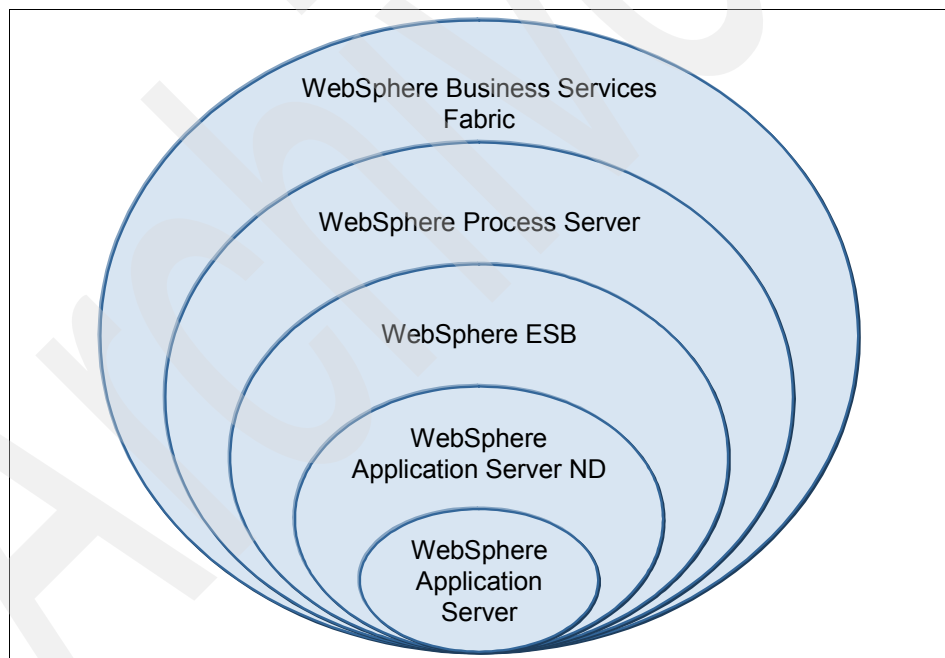 WebSphere Business Services
Fabric
WebSphere Process Server
WebSphere ESB
WebSphere
Application Server ND
WebSphere
Application
Server